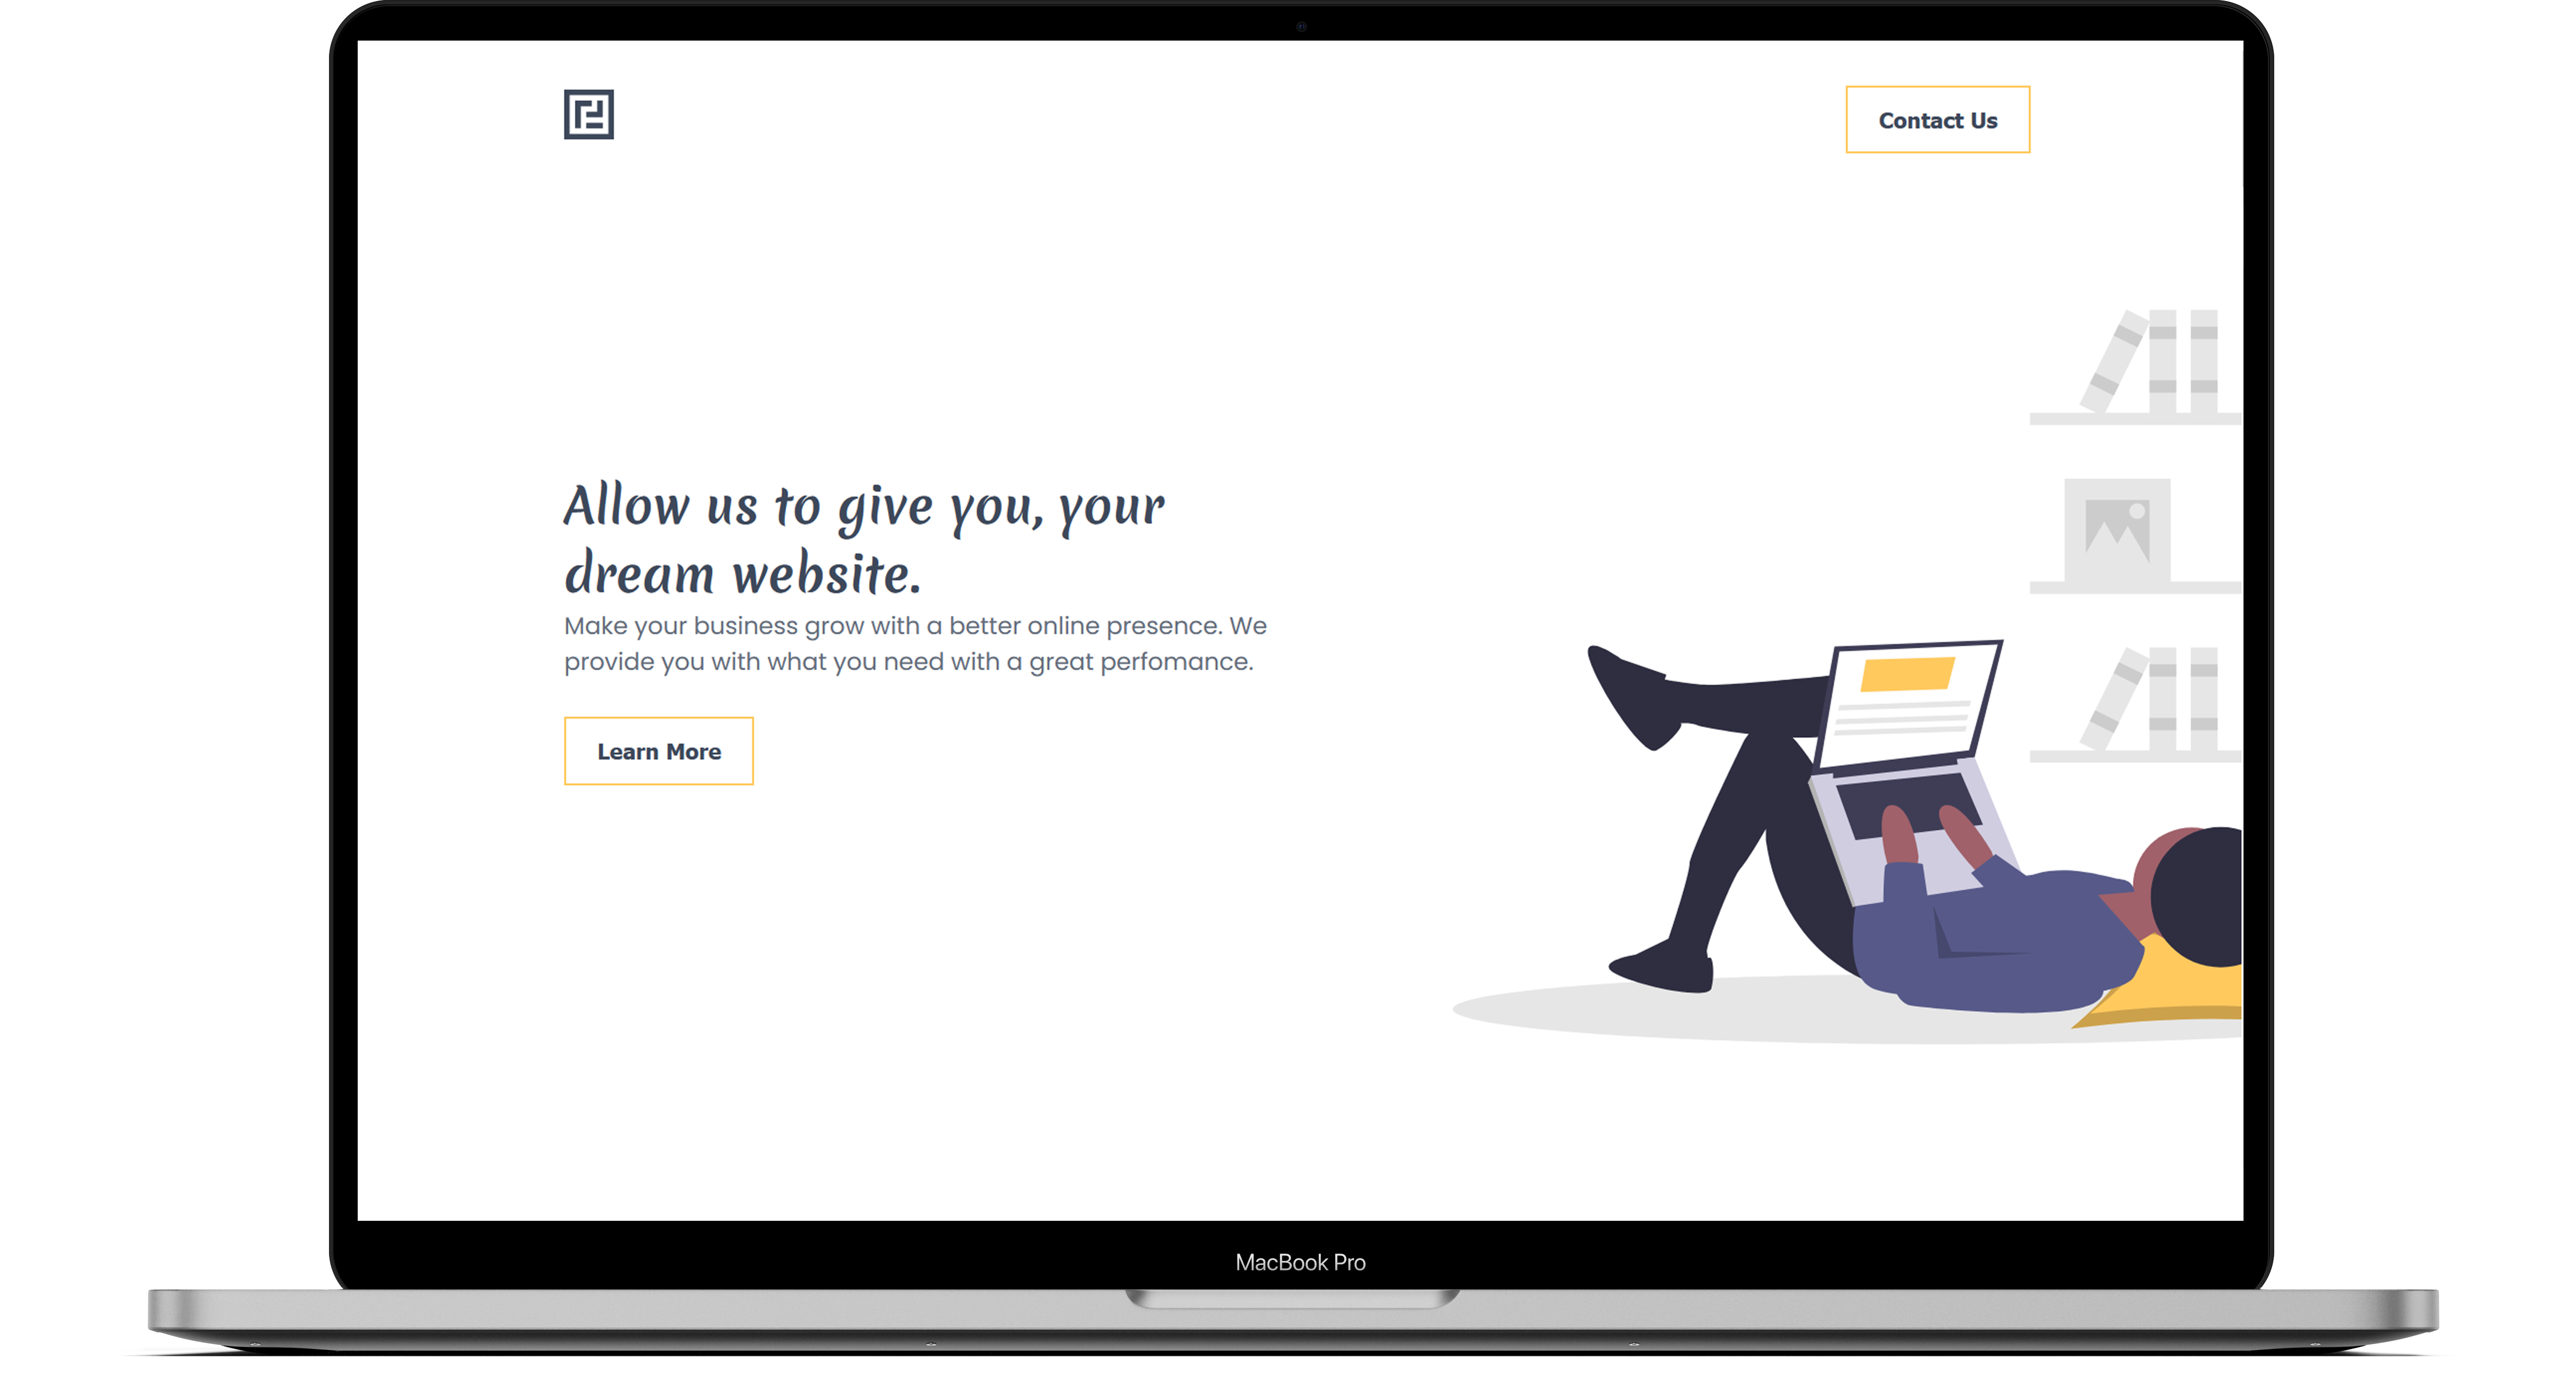 Contact Us
Allow us to give you, your
dream website.
Make your business grow with a better online presence. We
provide you with what you need with a great perfomance.
Learn More
MacBook Pro